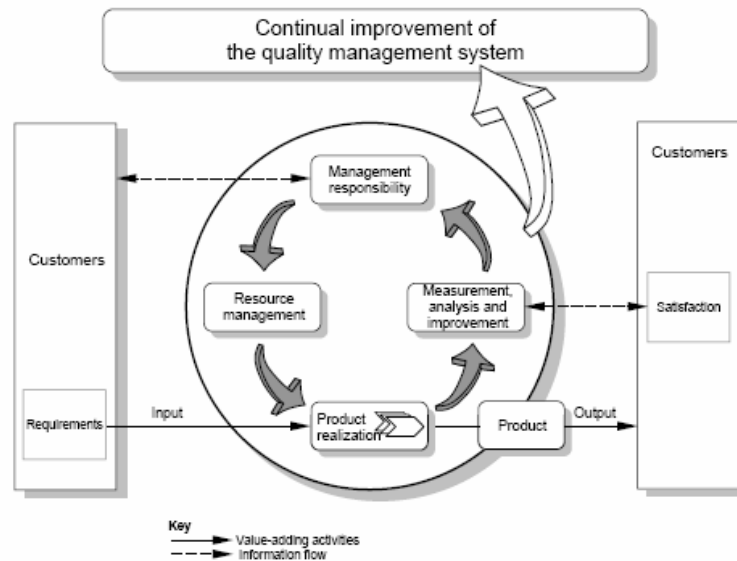 Continual improvement of
the quality management system
Customers
Management
responsibility
Customers
Resource
management
Measurement,
analysis and
improvement
Satisfaction
Requirements
Input
Product
realization
Product
Output
Key
Value-adding activities
Information flow